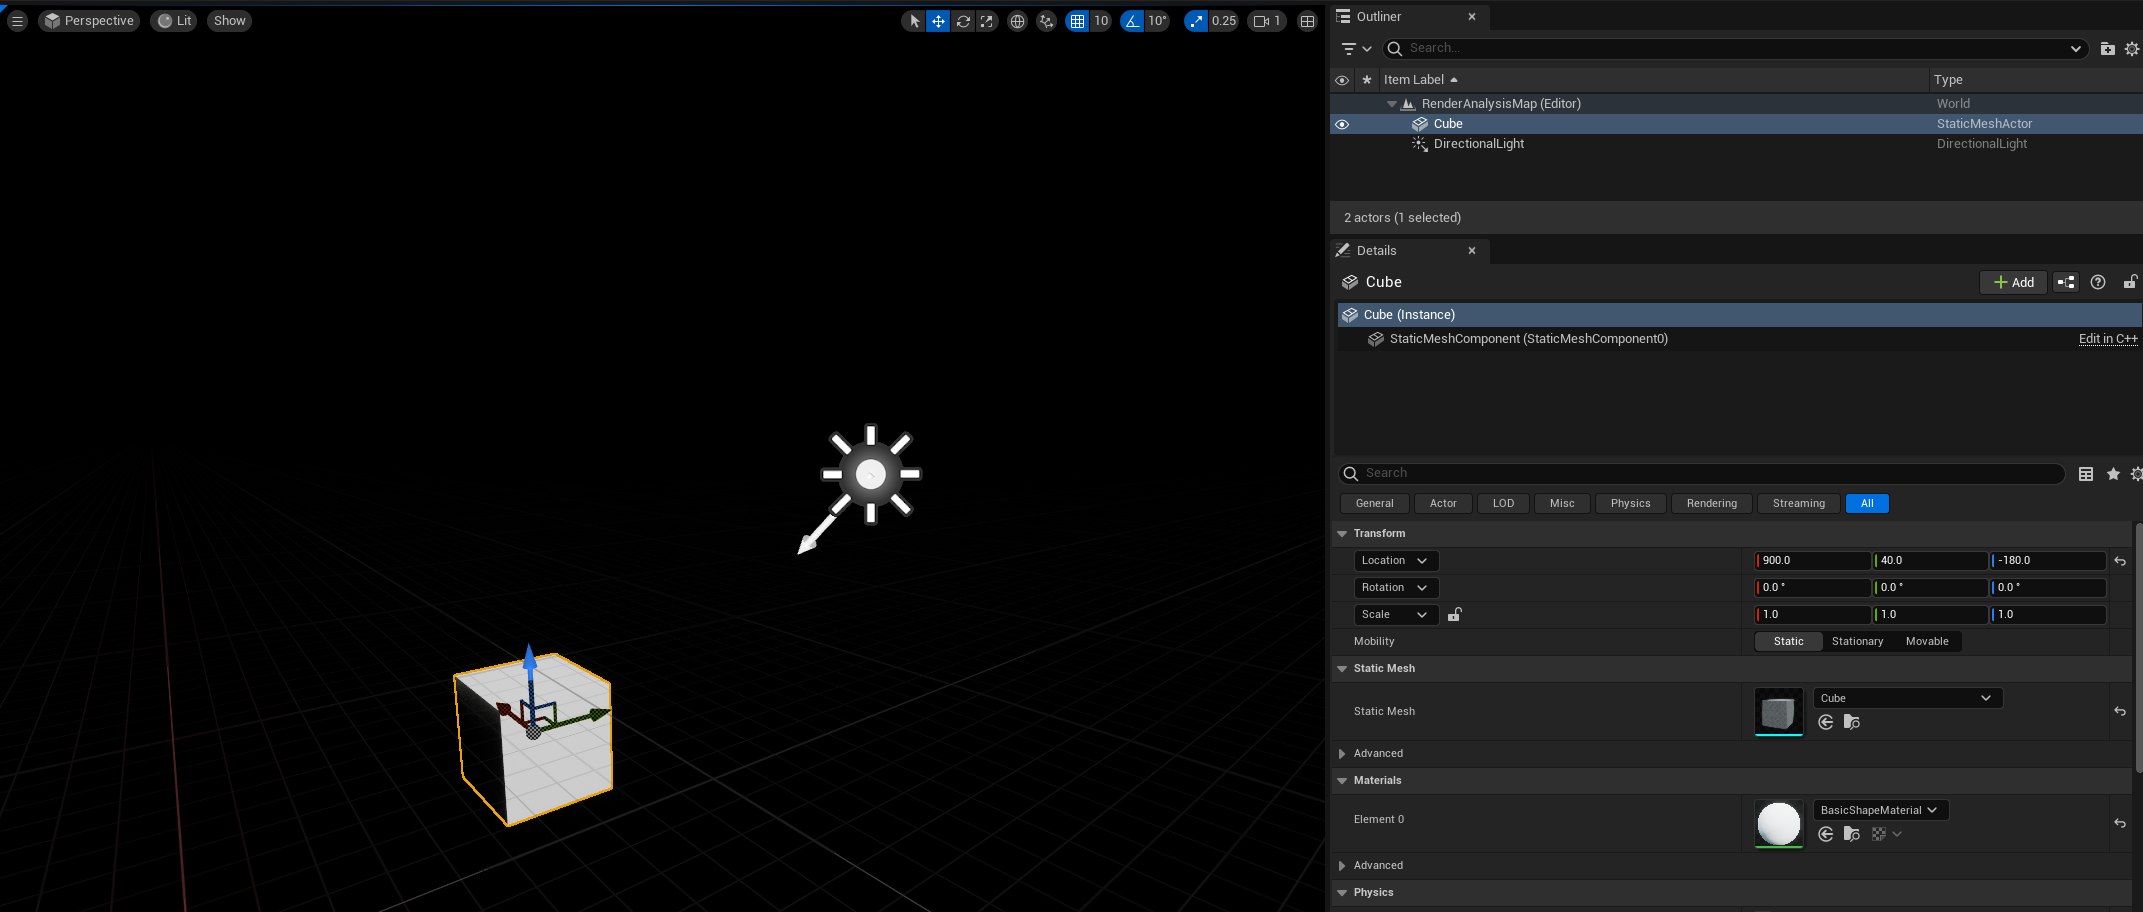 Perspective Lit Show 10 10° 0.25 1
Outliner
Search...
Item Label Type
RenderAnalysisMap (Editor) World
Cube StaticMeshActor
DirectionalLight DirectionalLight
2 actors (1 selected)
Details
Cube Add
Cube (Instance)
StaticMeshComponent (StaticMeshComponent0) Edit in C++
Search
General Actor LOD Misc Physics Rendering Streaming All
Transform
Location 900.0 40.0 -180.0
Rotation 0.0 ° 0.0 ° 0.0 °
Scale 1.0 1.0 1.0
Mobility Static Stationary Movable
Static Mesh
Cube
Static Mesh
Advanced
Materials
BasicShapeMaterial
Element 0
Advanced
Physics